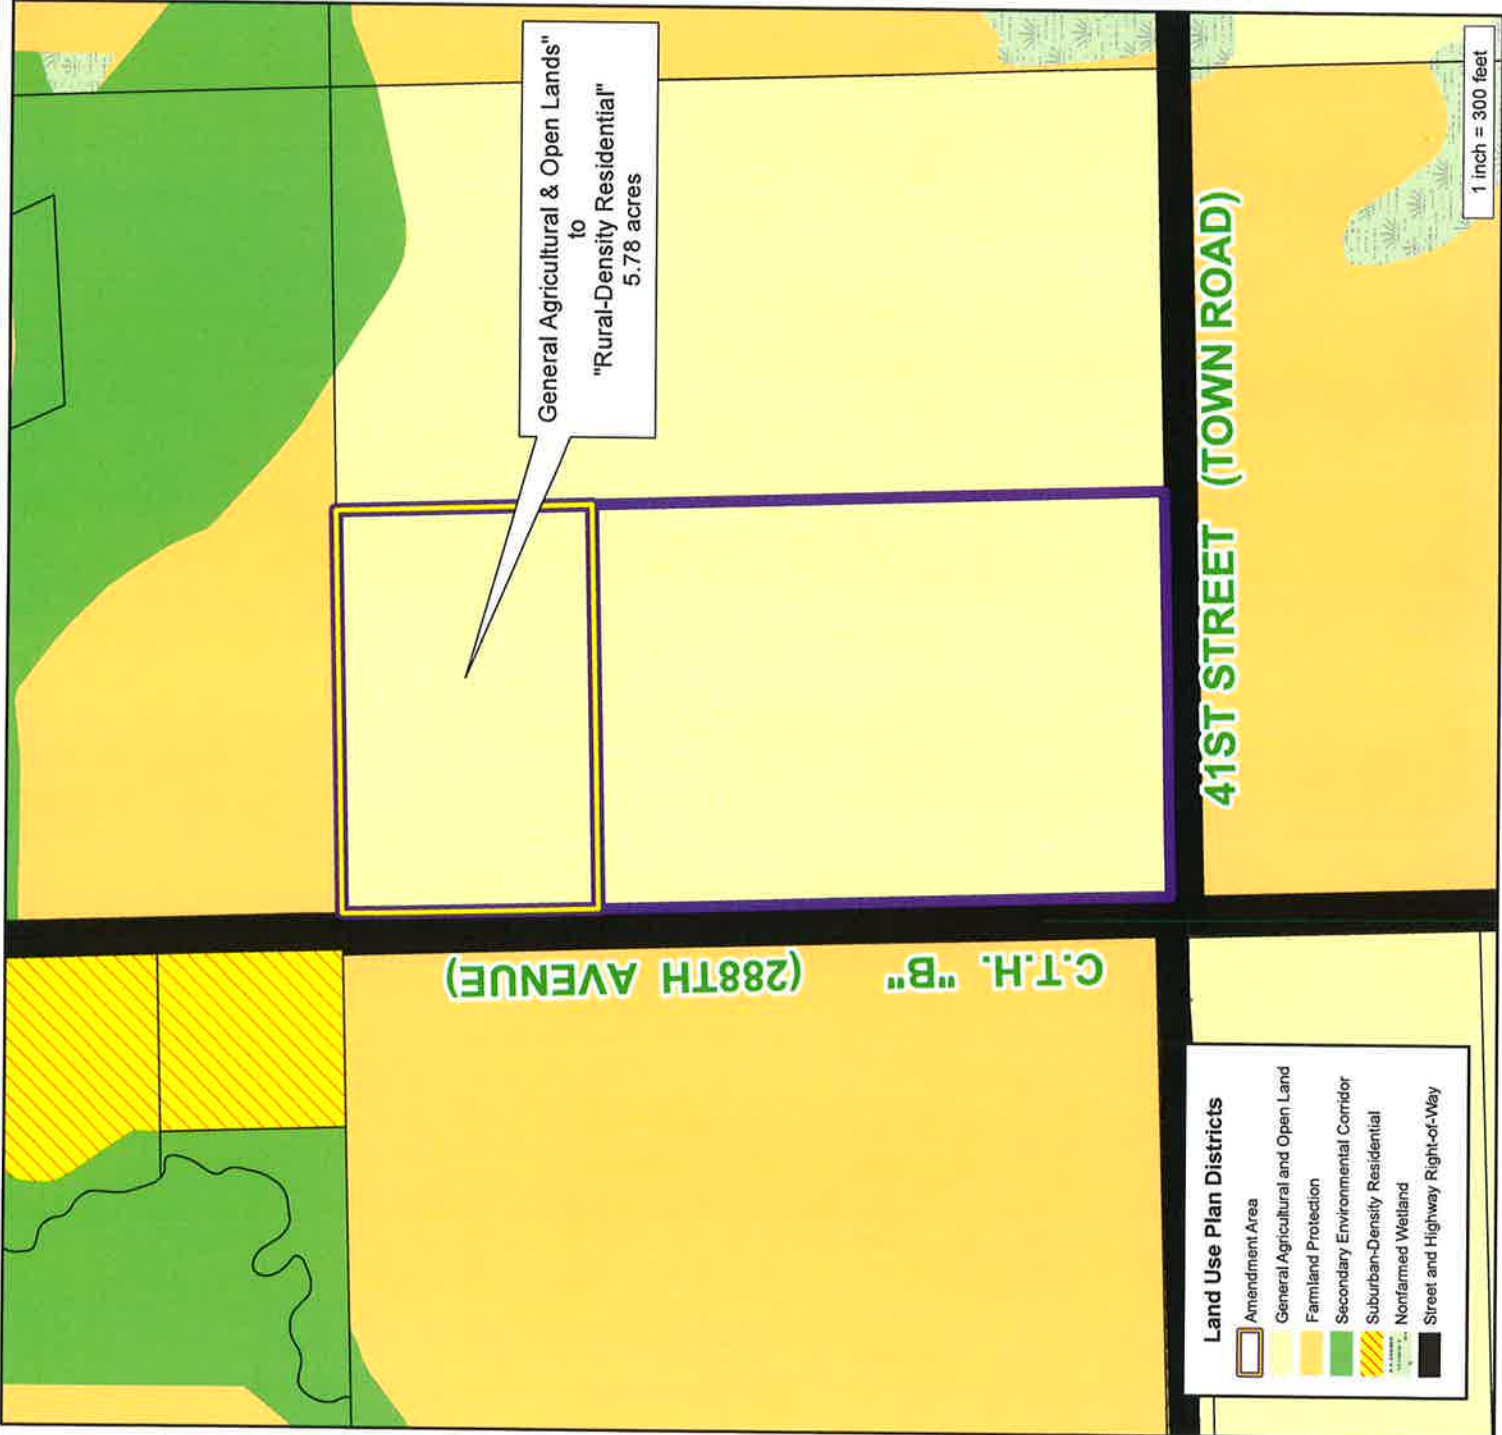 General Agricultural & Open Lands"
to
"Rural-Density Residential"
5.78 acres
41ST STREET (TOWN ROAD)
C.T.H. "B" (288TH AVENUE)
Land Use Plan Districts
Amendment Area
General Agricultural and Open Land
Farmland Protection
Secondary Environmental Corridor
Suburban-Density Residential
Nonfarmed Wetland
Street and Highway Right-of-Way
1 inch = 300 feet